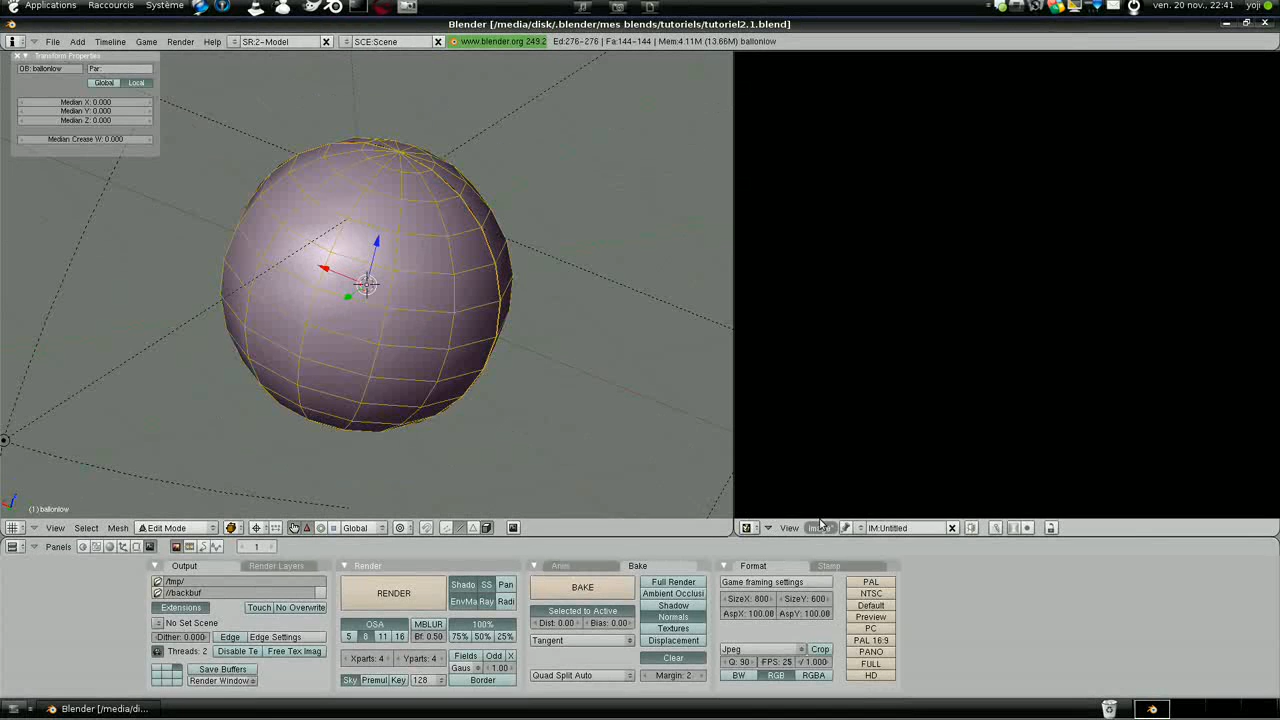 Applications Raccourcis Système ven. 20 nov., 22:41 yoji
Blender [/media/disk/.blender/mes blends/tutoriels/tutoriel2.1.blend]
File Add Timeline Game Render Help SR:2-Model SCE:Scene www.blender.org 249.2 Ed:276-276 | Fa:144-144 | Mem:4.11M (13.66M) ballonlow
Transform Properties
OB: ballonlow Par:
Global Local
Median X: 0.000
Median Y: 0.000
Median Z: 0.000
Median Crease W: 0.000
(1) ballonlow
View Select Mesh Edit Mode Global View Image* IM:Untitled
Panels 1
Output Render Layers Render Anim Bake Format Stamp
/tmp/
//backbuf
Extensions Touch No Overwrite
No Set Scene
Dither: 0.000 Edge Edge Settings
Threads: 2 Disable Te Free Tex Imag
Save Buffers
Render Window
RENDER
Shado SS Pan
EnvMa Ray Radi
OSA MBLUR 100%
5 8 11 16 Bf: 0.50 75% 50% 25%
Xparts: 4 Yparts: 4 Fields Odd X
Gaus 1.00
Sky Premul Key 128 Border
BAKE
Selected to Active
Dist: 0.00 Bias: 0.00
Tangent
Quad Split Auto
Full Render
Ambient Occlusi
Shadow
Normals
Textures
Displacement
Clear
Margin: 2
Game framing settings
SizeX: 800 SizeY: 600
AspX: 100.00 AspY: 100.00
Jpeg Crop
Q: 90 FPS: 25 /: 1.000
BW RGB RGBA
PAL
NTSC
Default
Preview
PC
PAL 16:9
PANO
FULL
HD
Blender [/media/di...